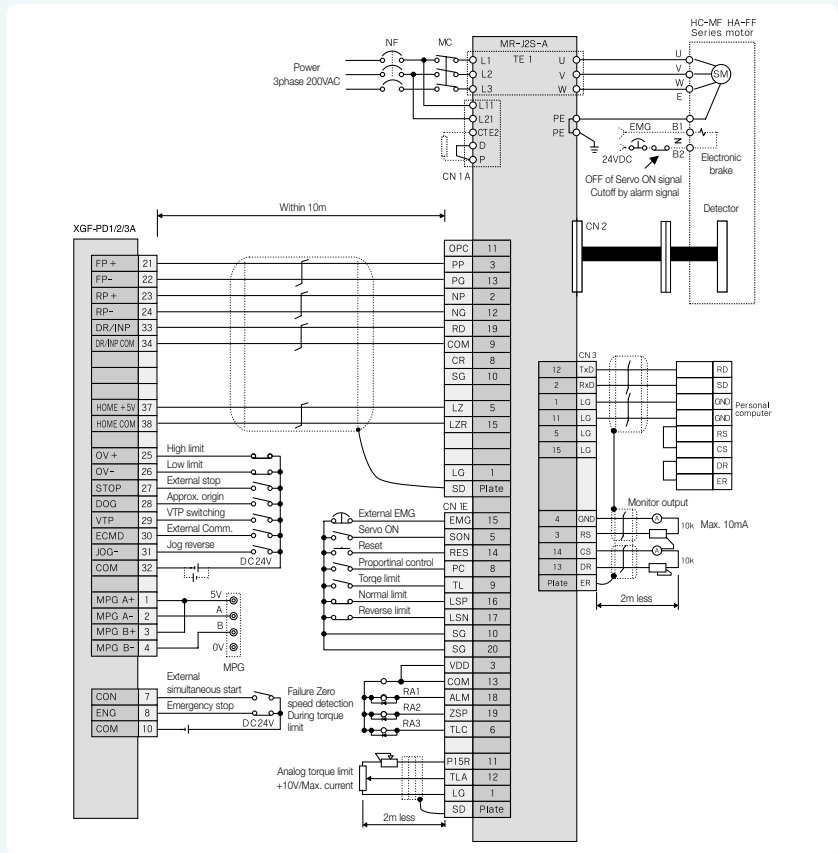 HC-MF HA-FF
Series motor
NF
MC
MR-J2S-A
TE 1
Power
3phase 200VAC
L1
L2
L3
L11
L21
CTE2
D
P
CN 1A
U
V
W
PE
PE
U
V
W
E
SM
EMG
B1
B2
24VDC
Electronic
brake
OFF of Servo ON signal
Cutoff by alarm signal
Detector
CN 2
Within 10m
XGF-PD1/2/3A
FP + 21
FP- 22
RP + 23
RP- 24
DR/INP 33
DR/INP COM 34
HOME + 5V 37
HOME COM 38
OV + 25 High limit
OV- 26 Low limit
STOP 27 External stop
DOG 28 Approx. origin
VTP 29 VTP switching
ECMD 30 External Comm.
JOG- 31 Jog reverse
COM 32 DC24V
MPG A+ 1 5V
MPG A- 2 A
MPG B+ 3 B
MPG B- 4 0V
MPG
External
simultaneous start
CON 7
Emergency stop
ENG 8
COM 10 DC24V
OPC 11
PP 3
PG 13
NP 2
NG 12
RD 19
COM 9
CR 8
SG 10
LZ 5
LZR 15
LG 1
SD Plate
CN 1E
External EMG EMG 15
Servo ON SON 5
Reset RES 14
Proportinal control PC 8
Torqe limit TL 9
Normal limit LSP 16
Reverse limit LSN 17
SG 10
SG 20
VDD 3
COM 13
RA1 ALM 18
RA2 ZSP 19
RA3 TLC 6
Failure Zero
speed detection
During torque
limit
P15R 11
TLA 12
LG 1
SD Plate
Analog torque limit
+10V/Max. current
2m less
CN 3
12 TxD
2 RxD
1 LG
11 LG
5 LG
15 LG
RD
SD
GND
GND
RS
CS
DR
ER
Personal
computer
Monitor output
4 GND
3 RS
14 CS
13 DR
Plate ER
A
10k
Max. 10mA
A
10k
2m less